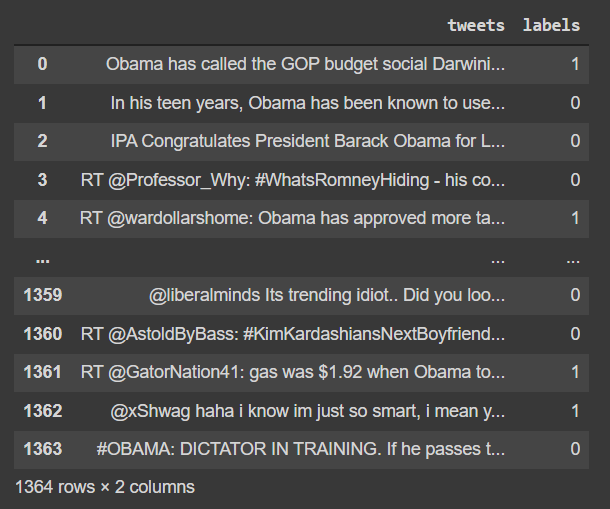 tweets labels
0 Obama has called the GOP budget social Darwini... 1
1 In his teen years, Obama has been known to use... 0
2 IPA Congratulates President Barack Obama for L... 0
3 RT @Professor_Why: #WhatsRomneyHiding - his co... 0
4 RT @wardollarshome: Obama has approved more ta... 1
... ... ...
1359 @liberalminds Its trending idiot.. Did you loo... 0
1360 RT @AstoldByBass: #KimKardashiansNextBoyfriend... 0
1361 RT @GatorNation41: gas was $1.92 when Obama to... 1
1362 @xShwag haha i know im just so smart, i mean y... 1
1363 #OBAMA: DICTATOR IN TRAINING. If he passes t... 0
1364 rows × 2 columns